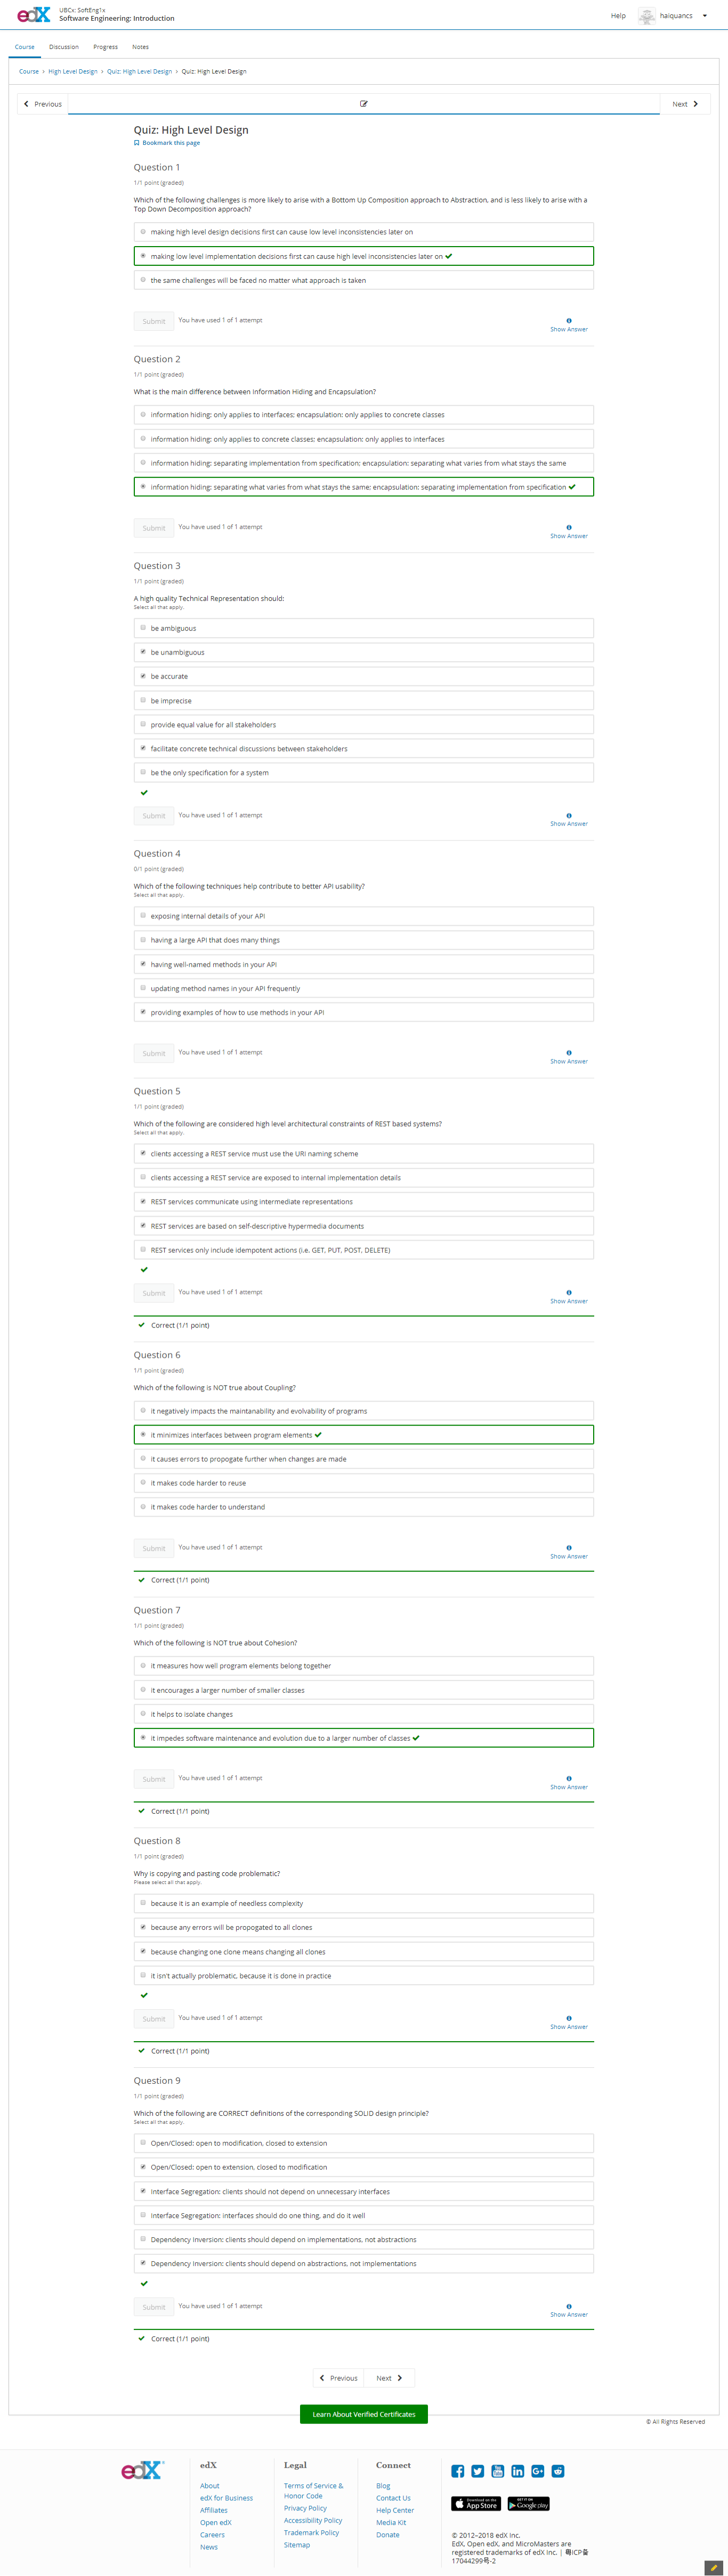 edX
UBCx: SoftEng1x
Software Engineering: Introduction
Help
haiquancs
Course
Discussion
Progress
Notes
Course > High Level Design > Quiz: High Level Design > Quiz: High Level Design
Previous
Next
Quiz: High Level Design
Bookmark this page
Question 1
1/1 point (graded)
Which of the following challenges is more likely to arise with a Bottom Up Composition approach to Abstraction, and is less likely to arise with a
Top Down Decomposition approach?
making high level design decisions first can cause low level inconsistencies later on
making low level implementation decisions first can cause high level inconsistencies later on
the same challenges will be faced no matter what approach is taken
Submit
You have used 1 of 1 attempt
Show Answer
Question 2
1/1 point (graded)
What is the main difference between Information Hiding and Encapsulation?
information hiding: only applies to interfaces; encapsulation: only applies to concrete classes
information hiding: only applies to concrete classes; encapsulation: only applies to interfaces
information hiding: separating implementation from specification; encapsulation: separating what varies from what stays the same
information hiding: separating what varies from what stays the same; encapsulation: separating implementation from specification
Submit
You have used 1 of 1 attempt
Show Answer
Question 3
1/1 point (graded)
A high quality Technical Representation should:
Select all that apply.
be ambiguous
be unambiguous
be accurate
be imprecise
provide equal value for all stakeholders
facilitate concrete technical discussions between stakeholders
be the only specification for a system
Submit
You have used 1 of 1 attempt
Show Answer
Question 4
0/1 point (graded)
Which of the following techniques help contribute to better API usability?
Select all that apply.
exposing internal details of your API
having a large API that does many things
having well-named methods in your API
updating method names in your API frequently
providing examples of how to use methods in your API
Submit
You have used 1 of 1 attempt
Show Answer
Question 5
1/1 point (graded)
Which of the following are considered high level architectural constraints of REST based systems?
Select all that apply.
clients accessing a REST service must use the URI naming scheme
clients accessing a REST service are exposed to internal implementation details
REST services communicate using intermediate representations
REST services are based on self-descriptive hypermedia documents
REST services only include idempotent actions (i.e. GET, PUT, POST, DELETE)
Submit
You have used 1 of 1 attempt
Show Answer
Correct (1/1 point)
Question 6
1/1 point (graded)
Which of the following is NOT true about Coupling?
it negatively impacts the maintanability and evolvability of programs
it minimizes interfaces between program elements
it causes errors to propogate further when changes are made
it makes code harder to reuse
it makes code harder to understand
Submit
You have used 1 of 1 attempt
Show Answer
Correct (1/1 point)
Question 7
1/1 point (graded)
Which of the following is NOT true about Cohesion?
it measures how well program elements belong together
it encourages a larger number of smaller classes
it helps to isolate changes
it impedes software maintenance and evolution due to a larger number of classes
Submit
You have used 1 of 1 attempt
Show Answer
Correct (1/1 point)
Question 8
1/1 point (graded)
Why is copying and pasting code problematic?
Please select all that apply.
because it is an example of needless complexity
because any errors will be propogated to all clones
because changing one clone means changing all clones
it isn't actually problematic, because it is done in practice
Submit
You have used 1 of 1 attempt
Show Answer
Correct (1/1 point)
Question 9
1/1 point (graded)
Which of the following are CORRECT definitions of the corresponding SOLID design principle?
Select all that apply.
Open/Closed: open to modification, closed to extension
Open/Closed: open to extension, closed to modification
Interface Segregation: clients should not depend on unnecessary interfaces
Interface Segregation: interfaces should do one thing, and do it well
Dependency Inversion: clients should depend on implementations, not abstractions
Dependency Inversion: clients should depend on abstractions, not implementations
Submit
You have used 1 of 1 attempt
Show Answer
Correct (1/1 point)
Previous
Next
Learn About Verified Certificates
© All Rights Reserved
edX
edX
About
edX for Business
Affiliates
Open edX
Careers
News
Legal
Terms of Service &
Honor Code
Privacy Policy
Accessibility Policy
Trademark Policy
Sitemap
Connect
Blog
Contact Us
Help Center
Media Kit
Donate
Download on the
App Store
GET IT ON
Google play
© 2012–2018 edX Inc.
EdX, Open edX, and MicroMasters are
registered trademarks of edX Inc. | 粤ICP备
17044299号-2